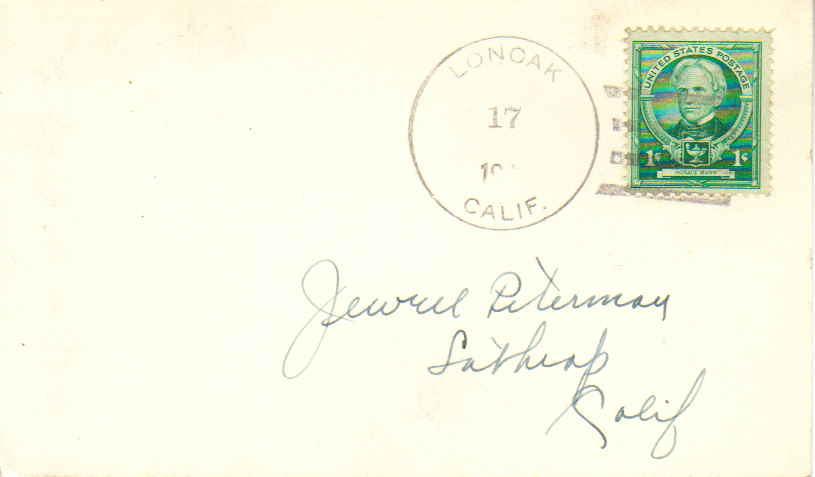 LONOAK
17
CALIF.
UNITED STATES POSTAGE
1¢ 1¢
HORACE MANN
Jewell Peterman
Lathrop
Calif